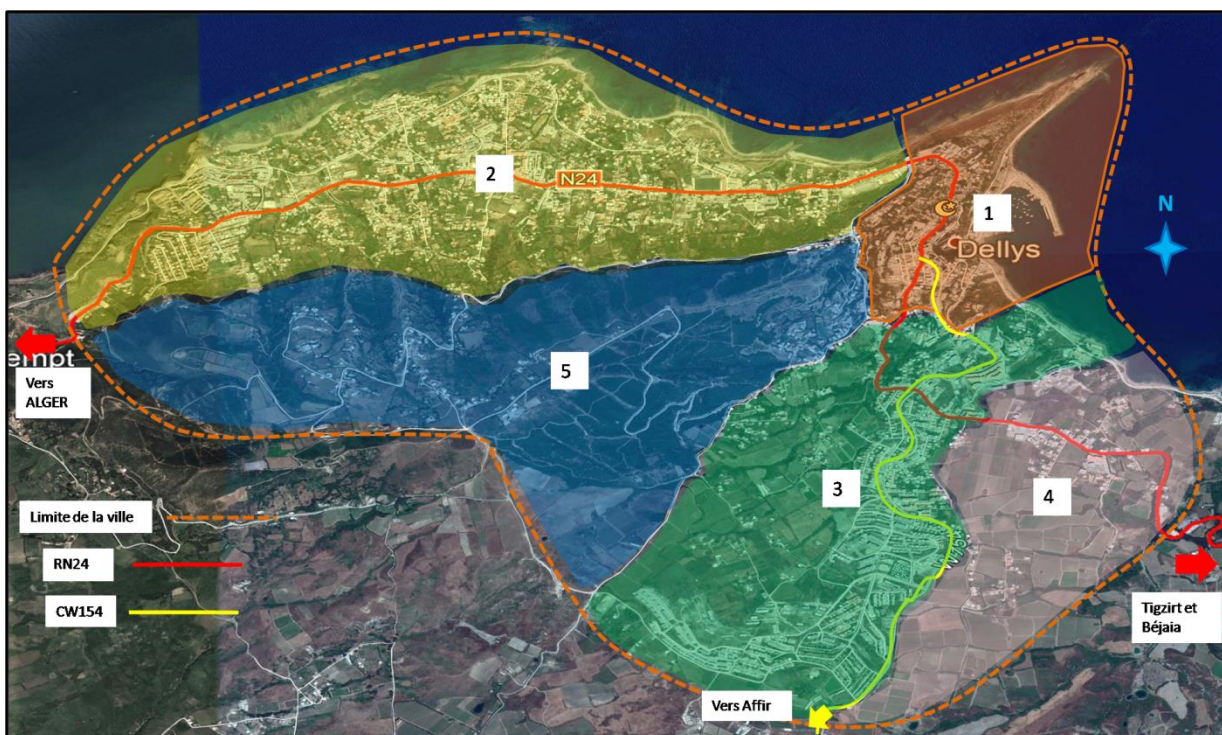 2
N24
1
N
Dellys
empt
Vers
ALGER
5
3
4
Limite de la ville
RN24
CW154
Tigzirt et
Béjaia
Vers Affir